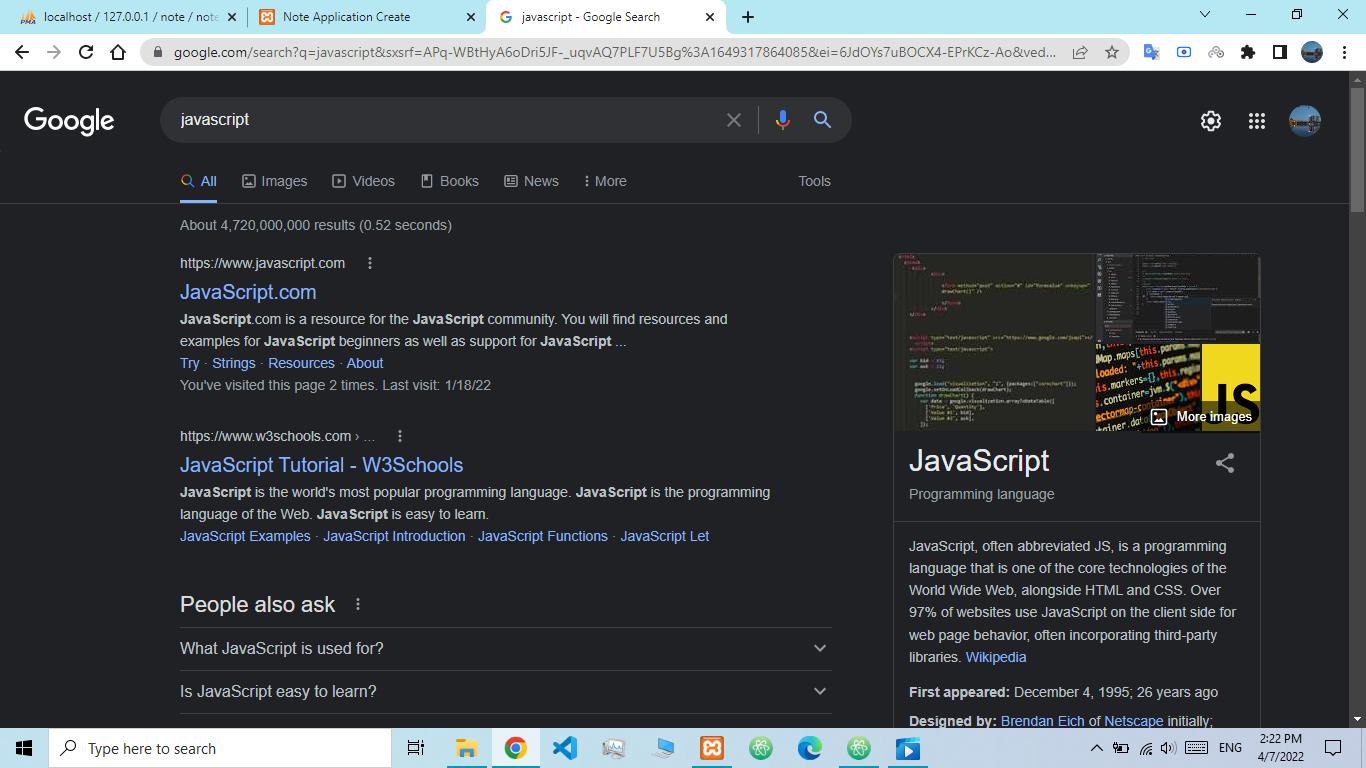 localhost / 127.0.0.1 / note / note
Note Application Create
javascript - Google Search
google.com/search?q=javascript&sxsrf=APq-WBtHyA6oDri5JF-_uqvAQ7PLF7U5Bg%3A1649317864085&ei=6JdOYs7uBOCX4-EPrKCz-Ao&ved...
Google
javascript
All
Images
Videos
Books
News
More
Tools
About 4,720,000,000 results (0.52 seconds)
https://www.javascript.com
JavaScript.com
JavaScript.com is a resource for the JavaScript community. You will find resources and
examples for JavaScript beginners as well as support for JavaScript ...
Try · Strings · Resources · About
You've visited this page 2 times. Last visit: 1/18/22
https://www.w3schools.com › ...
JavaScript Tutorial - W3Schools
JavaScript is the world's most popular programming language. JavaScript is the programming
language of the Web. JavaScript is easy to learn.
JavaScript Examples · JavaScript Introduction · JavaScript Functions · JavaScript Let
People also ask
What JavaScript is used for?
Is JavaScript easy to learn?
JS
More images
JavaScript
Programming language
JavaScript, often abbreviated JS, is a programming
language that is one of the core technologies of the
World Wide Web, alongside HTML and CSS. Over
97% of websites use JavaScript on the client side for
web page behavior, often incorporating third-party
libraries. Wikipedia
First appeared: December 4, 1995; 26 years ago
Designed by: Brendan Eich of Netscape initially;
Type here to search
ENG
2:22 PM
4/7/2022